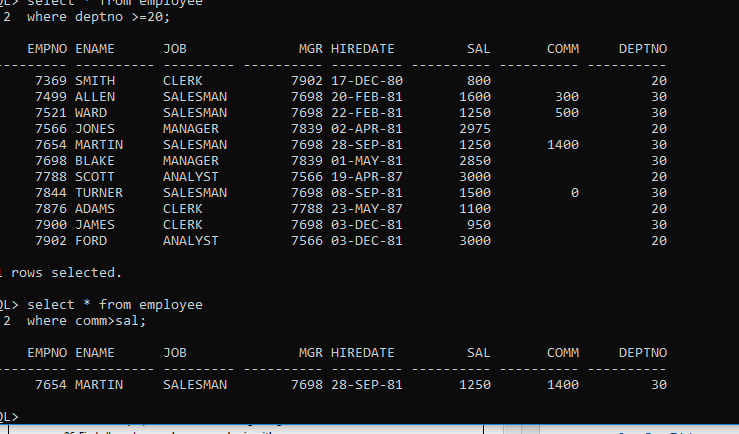 QL> select * from employee
2 where deptno >=20;
EMPNO ENAME JOB MGR HIREDATE SAL COMM DEPTNO
---------- ---------- --------- ---------- --------- ---------- ---------- ----------
7369 SMITH CLERK 7902 17-DEC-80 800 20
7499 ALLEN SALESMAN 7698 20-FEB-81 1600 300 30
7521 WARD SALESMAN 7698 22-FEB-81 1250 500 30
7566 JONES MANAGER 7839 02-APR-81 2975 20
7654 MARTIN SALESMAN 7698 28-SEP-81 1250 1400 30
7698 BLAKE MANAGER 7839 01-MAY-81 2850 30
7788 SCOTT ANALYST 7566 19-APR-87 3000 20
7844 TURNER SALESMAN 7698 08-SEP-81 1500 0 30
7876 ADAMS CLERK 7788 23-MAY-87 1100 20
7900 JAMES CLERK 7698 03-DEC-81 950 30
7902 FORD ANALYST 7566 03-DEC-81 3000 20
rows selected.
QL> select * from employee
2 where comm>sal;
EMPNO ENAME JOB MGR HIREDATE SAL COMM DEPTNO
---------- ---------- --------- ---------- --------- ---------- ---------- ----------
7654 MARTIN SALESMAN 7698 28-SEP-81 1250 1400 30
QL>